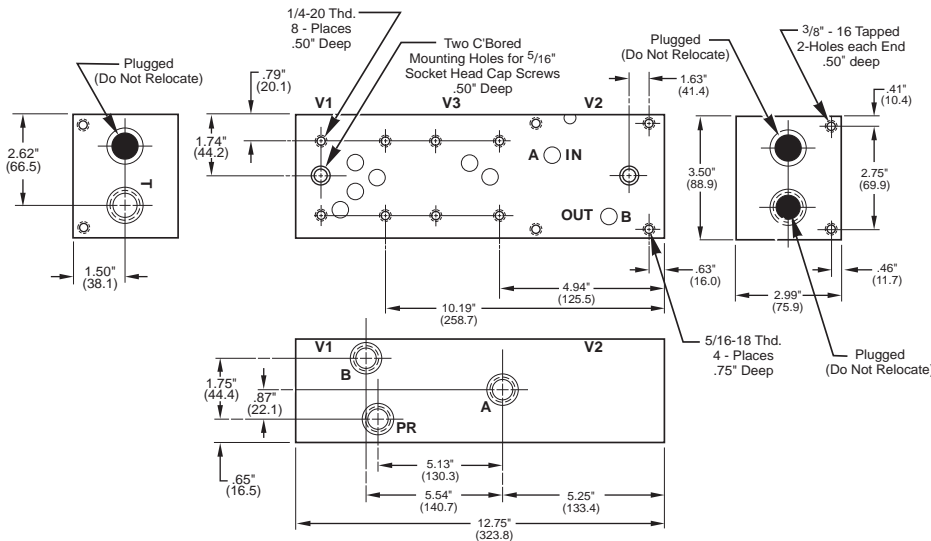 1/4-20 Thd.
8 - Places
.50" Deep
Two C'Bored
Mounting Holes for 5/16"
Socket Head Cap Screws
.50" Deep
Plugged
(Do Not Relocate)
3/8" - 16 Tapped
2-Holes each End
.50" deep
Plugged
(Do Not Relocate)
.79"
(20.1)
1.63"
(41.4)
.41"
(10.4)
V1
V3
V2
2.62"
(66.5)
1.74"
(44.2)
T
A
IN
OUT
B
3.50"
(88.9)
2.75"
(69.9)
1.50"
(38.1)
.63"
(16.0)
.46"
(11.7)
4.94"
(125.5)
2.99"
(75.9)
10.19"
(258.7)
5/16-18 Thd.
4 - Places
.75" Deep
Plugged
(Do Not Relocate)
V1
V2
B
1.75"
(44.4)
.87"
(22.1)
A
PR
.65"
(16.5)
5.13"
(130.3)
5.54"
(140.7)
5.25"
(133.4)
12.75"
(323.8)